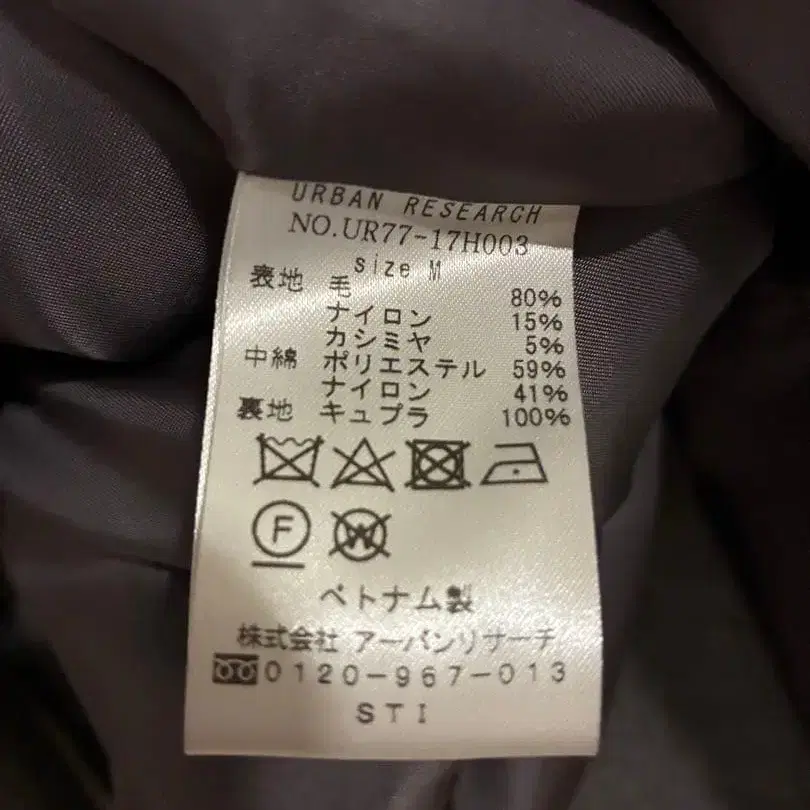 URBAN RESEARCH
NO.UR77-17H003
size M
表地 毛 80%
ナイロン 15%
カシミヤ 5%
中綿 ポリエステル 59%
ナイロン 41%
裏地 キュプラ 100%
F W
ベトナム製
株式会社 アーバンリサーチ
0120-967-013
STI